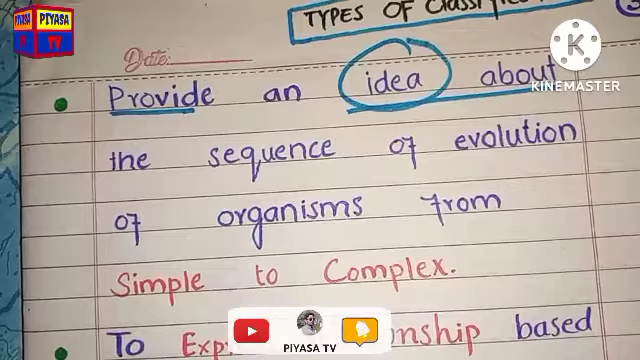 PIYASA PIYASA
TV
TYPES OF
KINEMASTER
Date:
Provide an idea about
the sequence of evolution
of organisms from
Simple to Complex.
To based
PIYASA TV